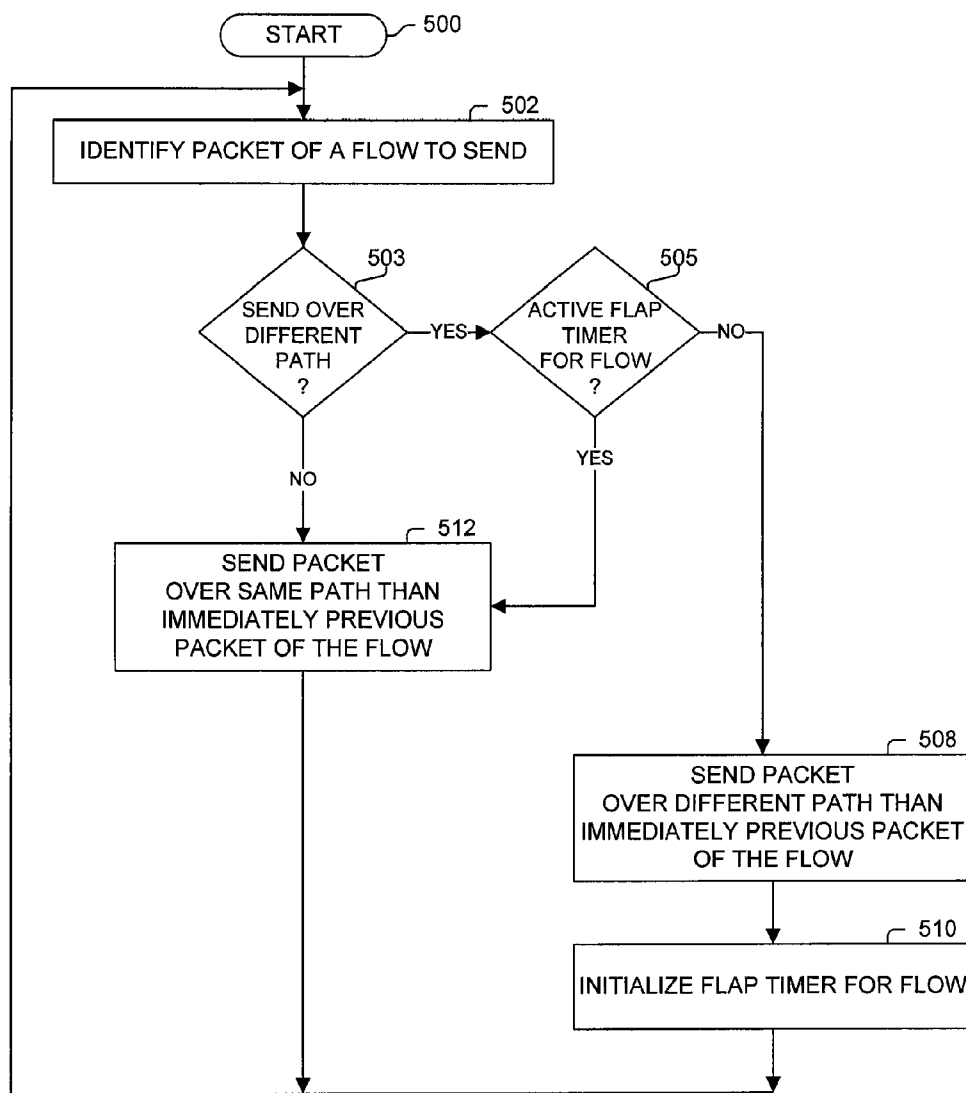 START
500
502
IDENTIFY PACKET OF A FLOW TO SEND
503
SEND OVER
DIFFERENT
PATH
?
YES
NO
505
ACTIVE FLAP
TIMER
FOR FLOW
?
NO
YES
512
SEND PACKET
OVER SAME PATH THAN
IMMEDIATELY PREVIOUS
PACKET OF THE FLOW
508
SEND PACKET
OVER DIFFERENT PATH THAN
IMMEDIATELY PREVIOUS PACKET
OF THE FLOW
510
INITIALIZE FLAP TIMER FOR FLOW